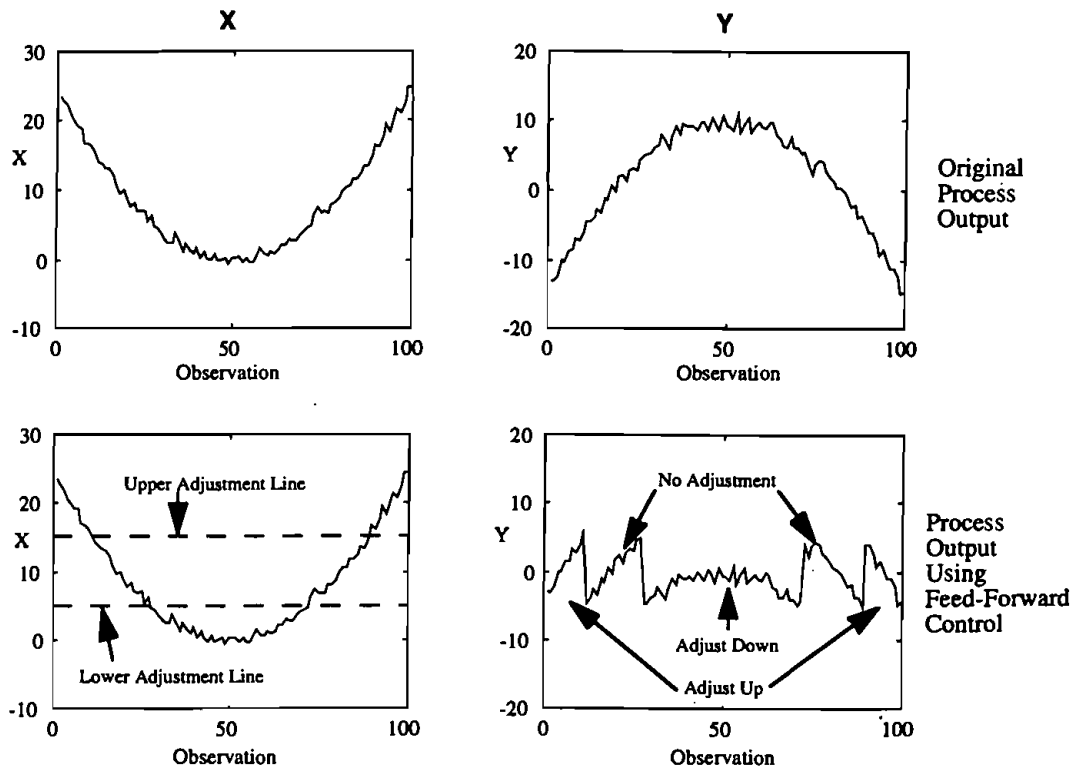 X
30
20
X
10
0
-10
0
50
100
Observation
Y
20
10
Y
0
-10
-20
0
50
100
Observation
Original
Process
Output
30
20
Upper Adjustment Line
X
10
0
Lower Adjustment Line
-10
0
50
100
Observation
20
10
No Adjustment
Y
0
-10
Adjust Down
Adjust Up
-20
0
50
100
Observation
Process
Output
Using
Feed-Forward
Control